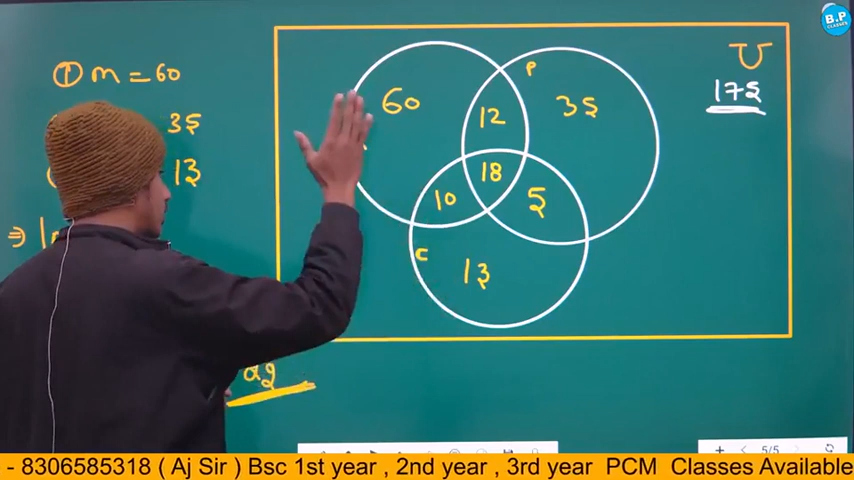 B.P
CLASSES
① m = 60
35
13
⇒
22
60
P
12
35
18
10
5
C
13
U
175
5/5
- 8306585318 ( Aj Sir ) Bsc 1st year , 2nd year , 3rd year PCM Classes Available